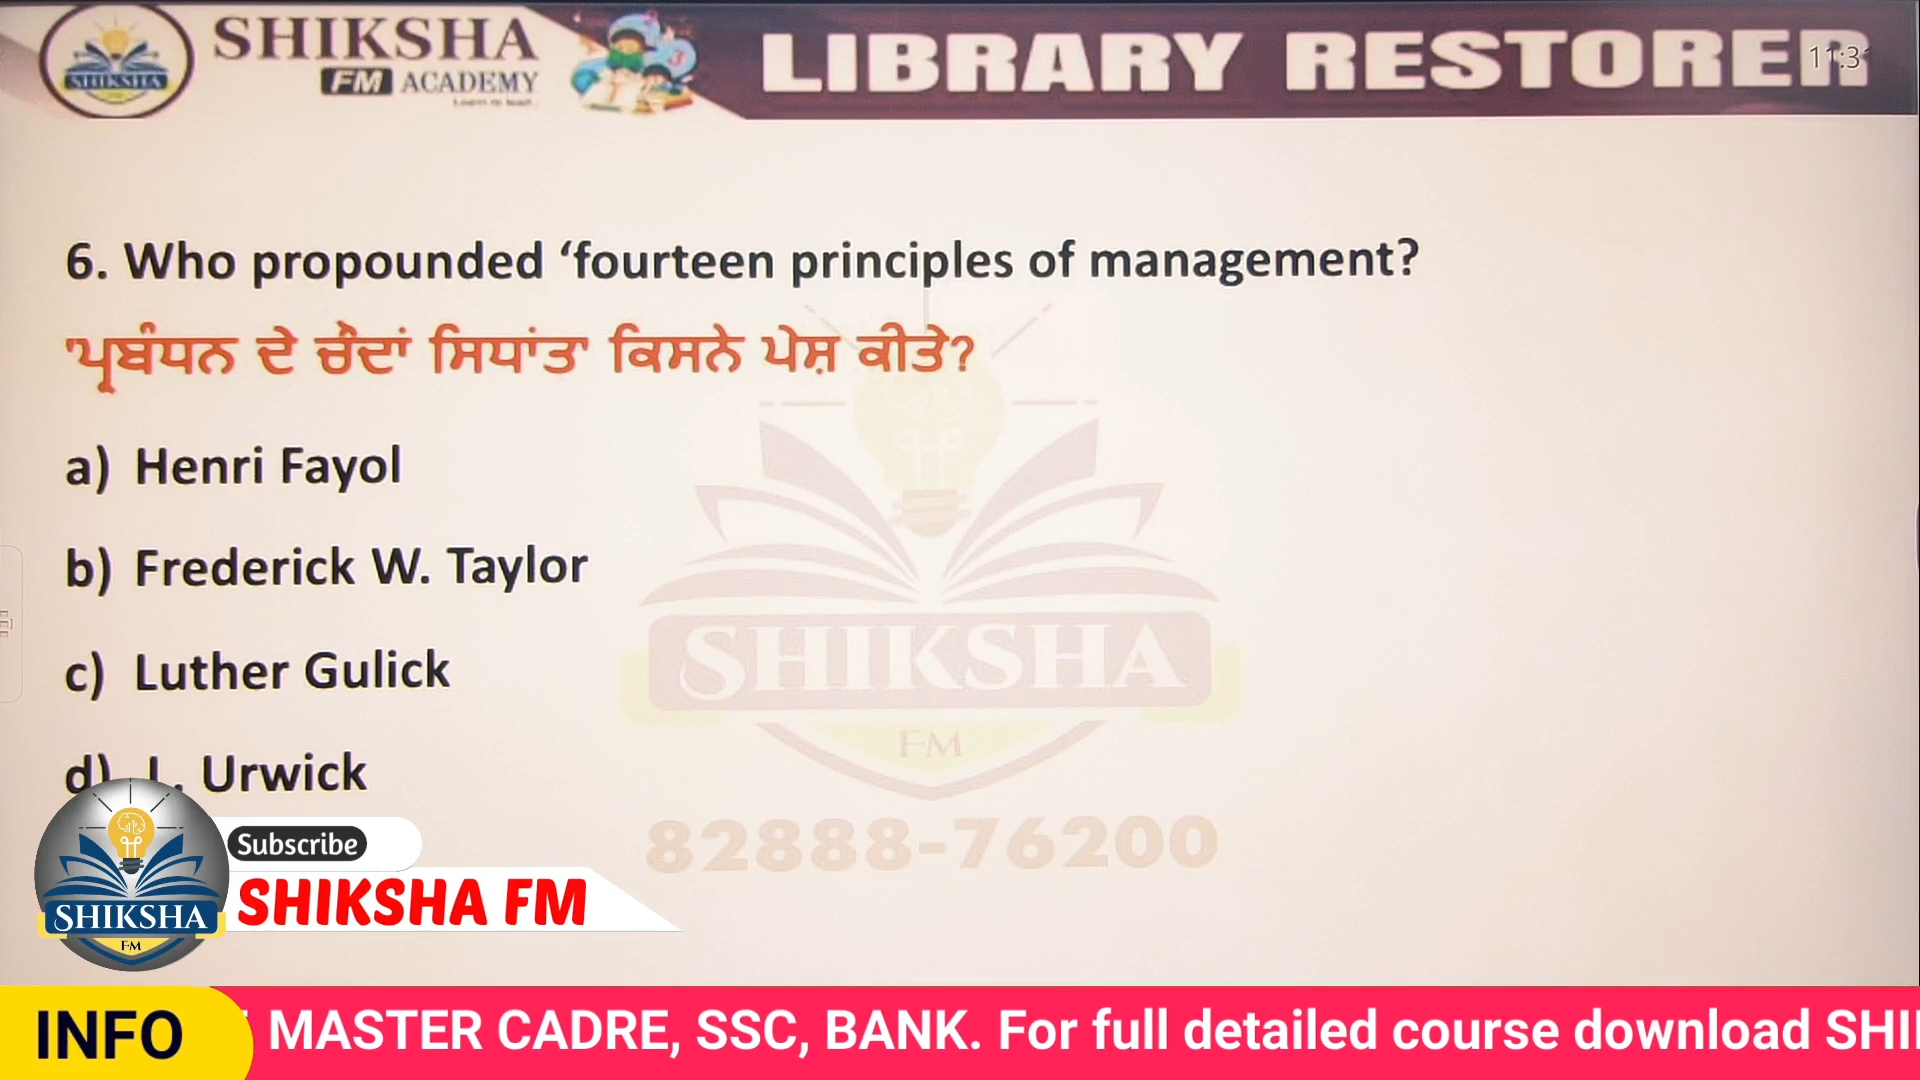 SHIKSHA
SHIKSHA
FM ACADEMY
LIBRARY RESTORER
6. Who propounded ‘fourteen principles of management?
'ਪ੍ਰਬੰਧਨ ਦੇ ਚੌਦਾਂ ਸਿਧਾਂਤ' ਕਿਸਨੇ ਪੇਸ਼ ਕੀਤੇ?
a) Henri Fayol
b) Frederick W. Taylor
c) Luther Gulick
d) L. Urwick
SHIKSHA
FM
82888-76200
Subscribe
SHIKSHA FM
SHIKSHA
FM
INFO MASTER CADRE, SSC, BANK. For full detailed course download SHI